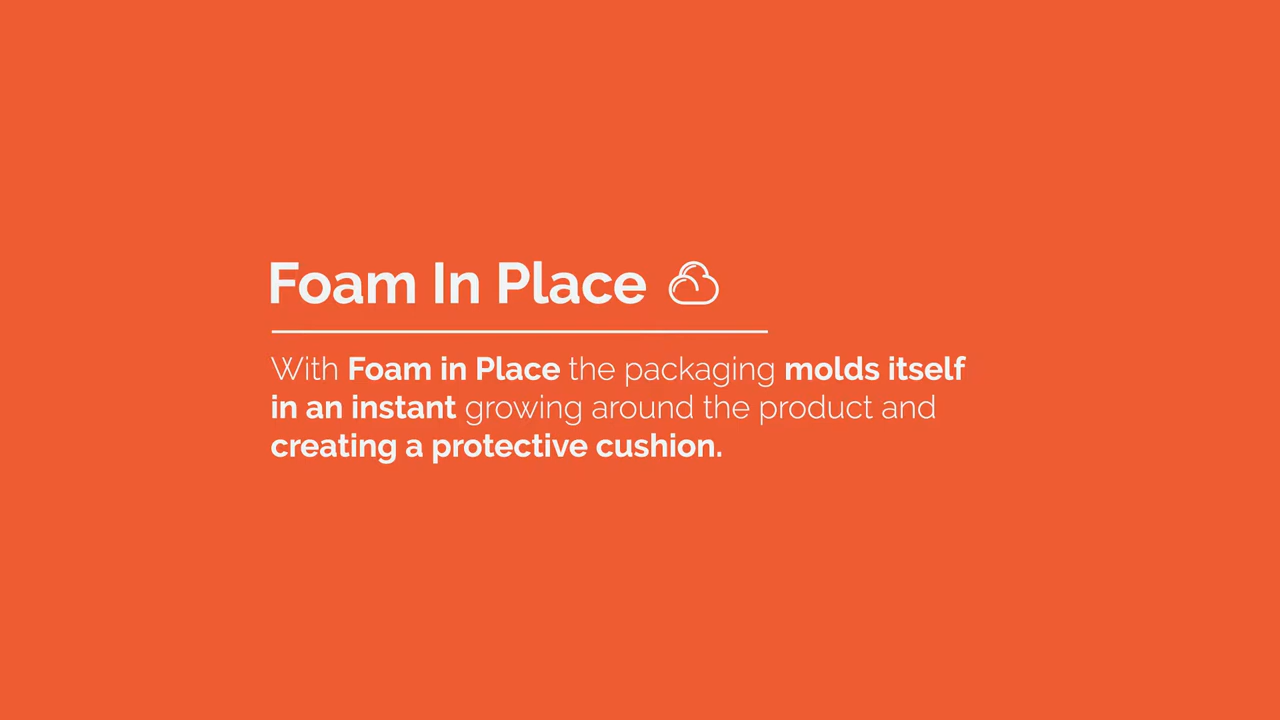 Foam In Place
With Foam in Place the packaging molds itself
in an instant growing around the product and
creating a protective cushion.